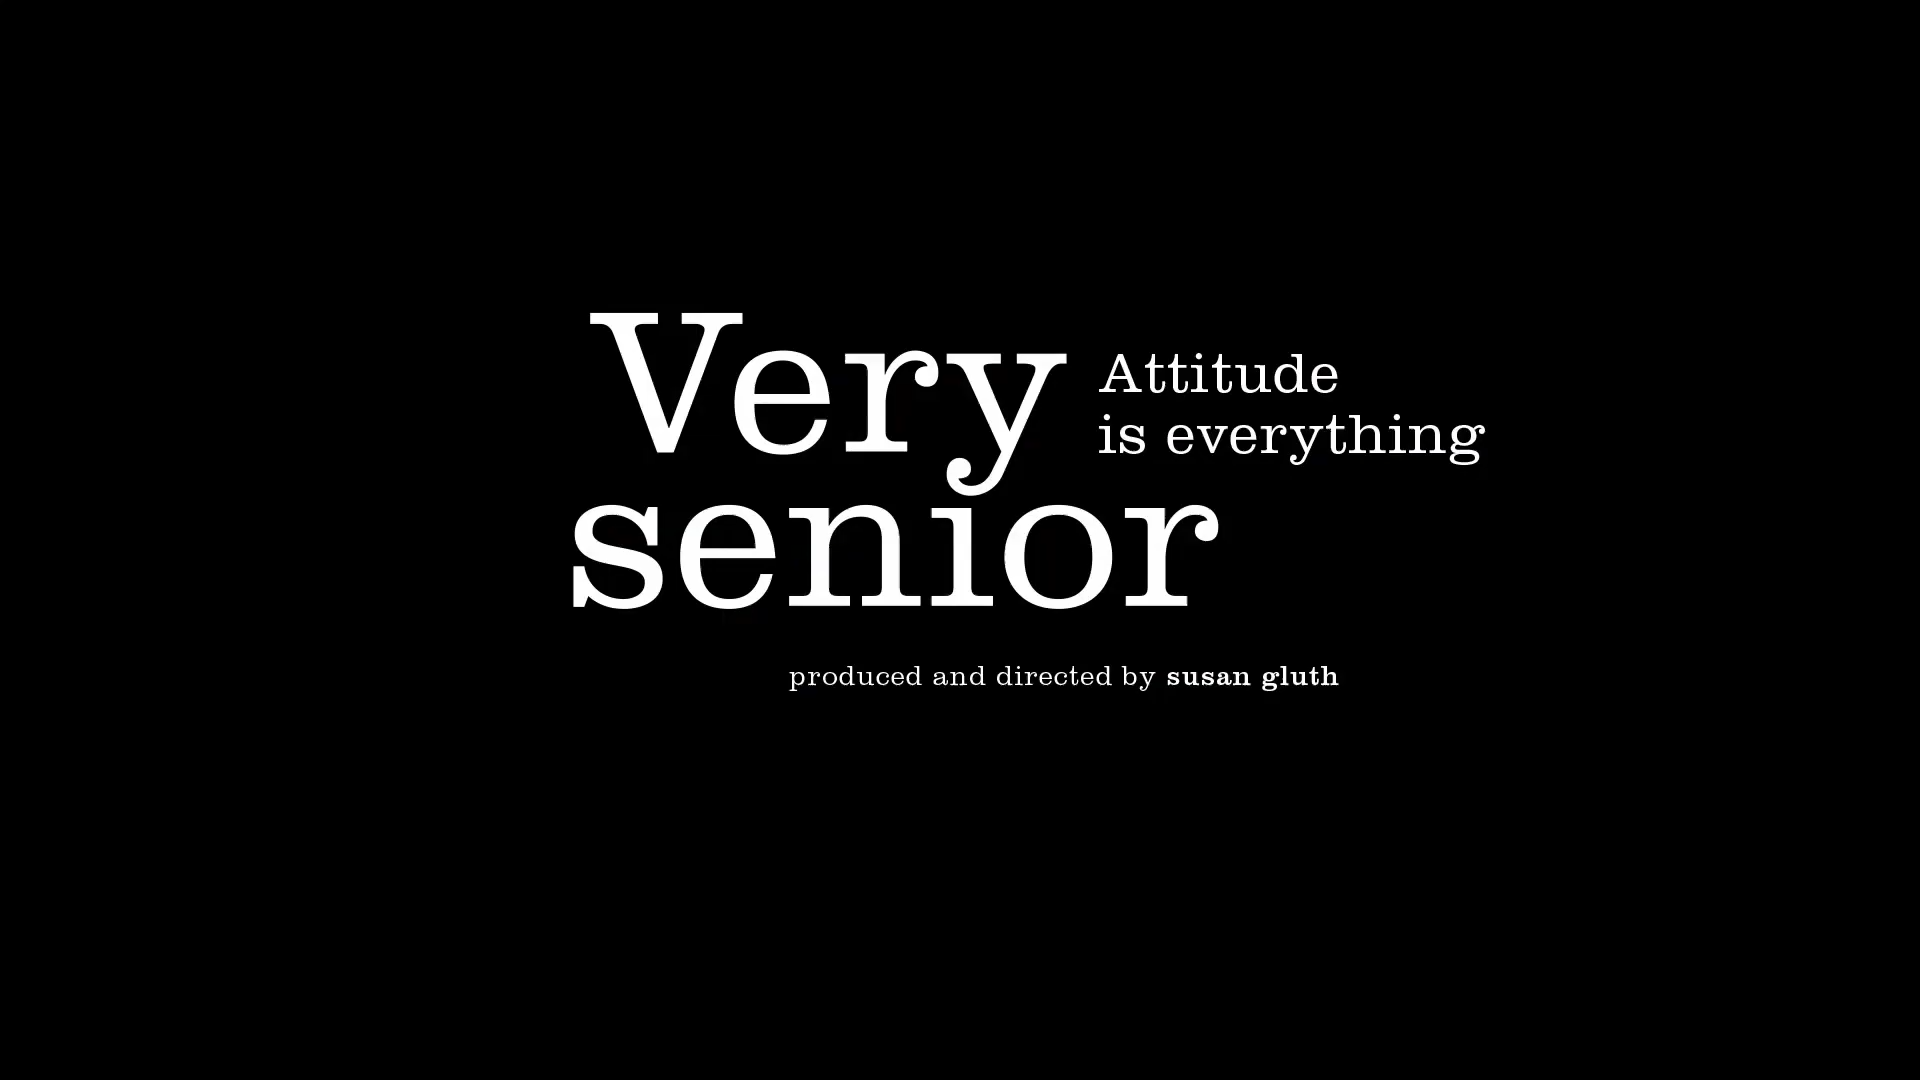 Very
Attitude
is everything
senior
produced and directed by susan gluth